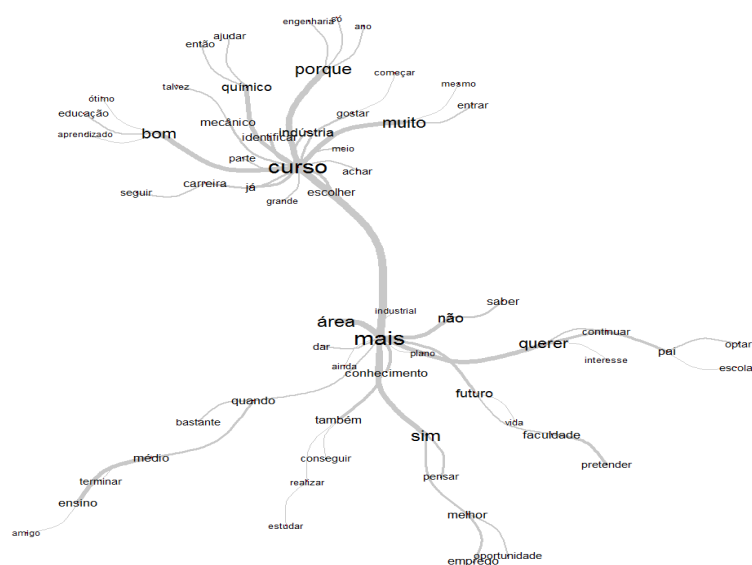 engenharia
só
ano
ajudar
então
porque
começar
talvez
químico
mesmo
ótimo
gostar
entrar
educação
mecânico
muito
aprendizado
bom
identificar
indústria
meio
parte
curso
achar
seguir
carreira
já
escolher
grande
industrial
saber
área
não
mais
querer
continuar
dar
plano
pai
optar
interesse
ainda
conhecimento
escola
quando
futuro
bastante
também
vida
sim
faculdade
médio
conseguir
pretender
terminar
realizar
pensar
ensino
estudar
melhor
amigo
oportunidade
emprego